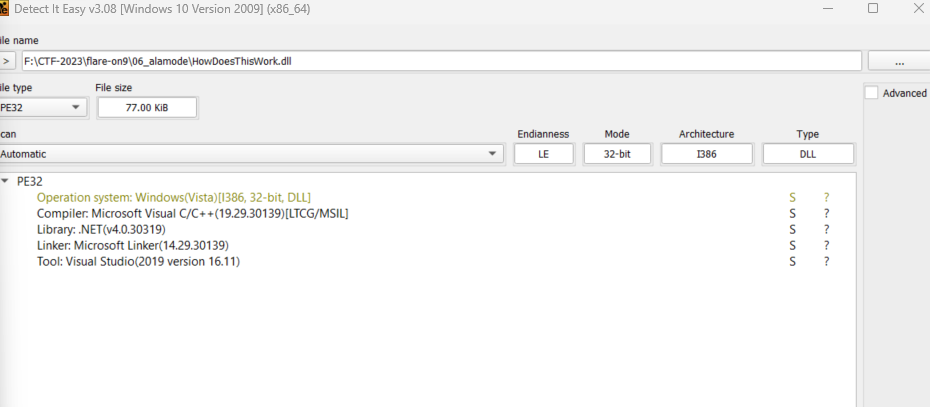 Detect It Easy v3.08 [Windows 10 Version 2009] (x86_64)
ile name
> F:\CTF-2023\flare-on9\06_alamode\HowDoesThisWork.dll ...
ile type File size
PE32 77.00 KiB Advanced
can Endianness Mode Architecture Type
Automatic LE 32-bit I386 DLL
PE32
Operation system: Windows(Vista)[I386, 32-bit, DLL] S ?
Compiler: Microsoft Visual C/C++(19.29.30139)[LTCG/MSIL] S ?
Library: .NET(v4.0.30319) S ?
Linker: Microsoft Linker(14.29.30139) S ?
Tool: Visual Studio(2019 version 16.11) S ?